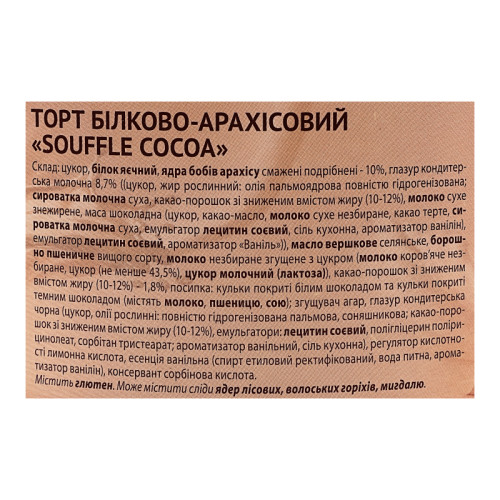 ТОРТ БІЛКОВО-АРАХІСОВИЙ
«SOUFFLE COCOA»
Склад: цукор, білок яєчний, ядра бобів арахісу смажені подрібнені - 10%, глазур кондитер-
ська молочна 8,7% ((цукор, жир рослинний: олія пальмоядрова повністю гідрогенізована;
сироватка молочна суха, какао-порошок зі зниженим вмістом жиру (10-12%), молоко сухе
знежирене, маса шоколадна (цукор, какао-масло, молоко сухе незбиране, какао терте, си-
роватка молочна суха, емульгатор лецитин соєвий, сіль кухонна, ароматизатор ванілін),
емульгатор лецитин соєвий, ароматизатор «Ваніль»)), масло вершкове селянське, борош-
но пшеничне вищого сорту, молоко незбиране згущене з цукром (молоко коров'яче нез-
биране, цукор (не менше 43,5%), цукор молочний (лактоза)), какао-порошок зі зниженим
вмістом жиру (10-12%) - 1,8%, посипка: кульки покриті білим шоколадом та кульки покриті
темним шоколадом (містять молоко, пшеницю, сою); згущувач агар, глазур кондитерська
чорна (цукор, олії рослинні: повністю гідрогенізована пальмова, соняшникова; какао-поро-
шок зі зниженим вмістом жиру (10-12%), емульгатори: лецитин соєвий, полігліцерин поліри-
цинолеат, сорбітан тристеарат; ароматизатор ванільний, сіль кухонна), регулятор кислотно-
сті лимонна кислота, есенція ванільна (спирт етиловий ректифікований, вода питна, арома-
тизатор ванілін), консервант сорбінова кислота.
Містить глютен. Може містити сліди ядер лісових, волоських горіхів, мигдалю.